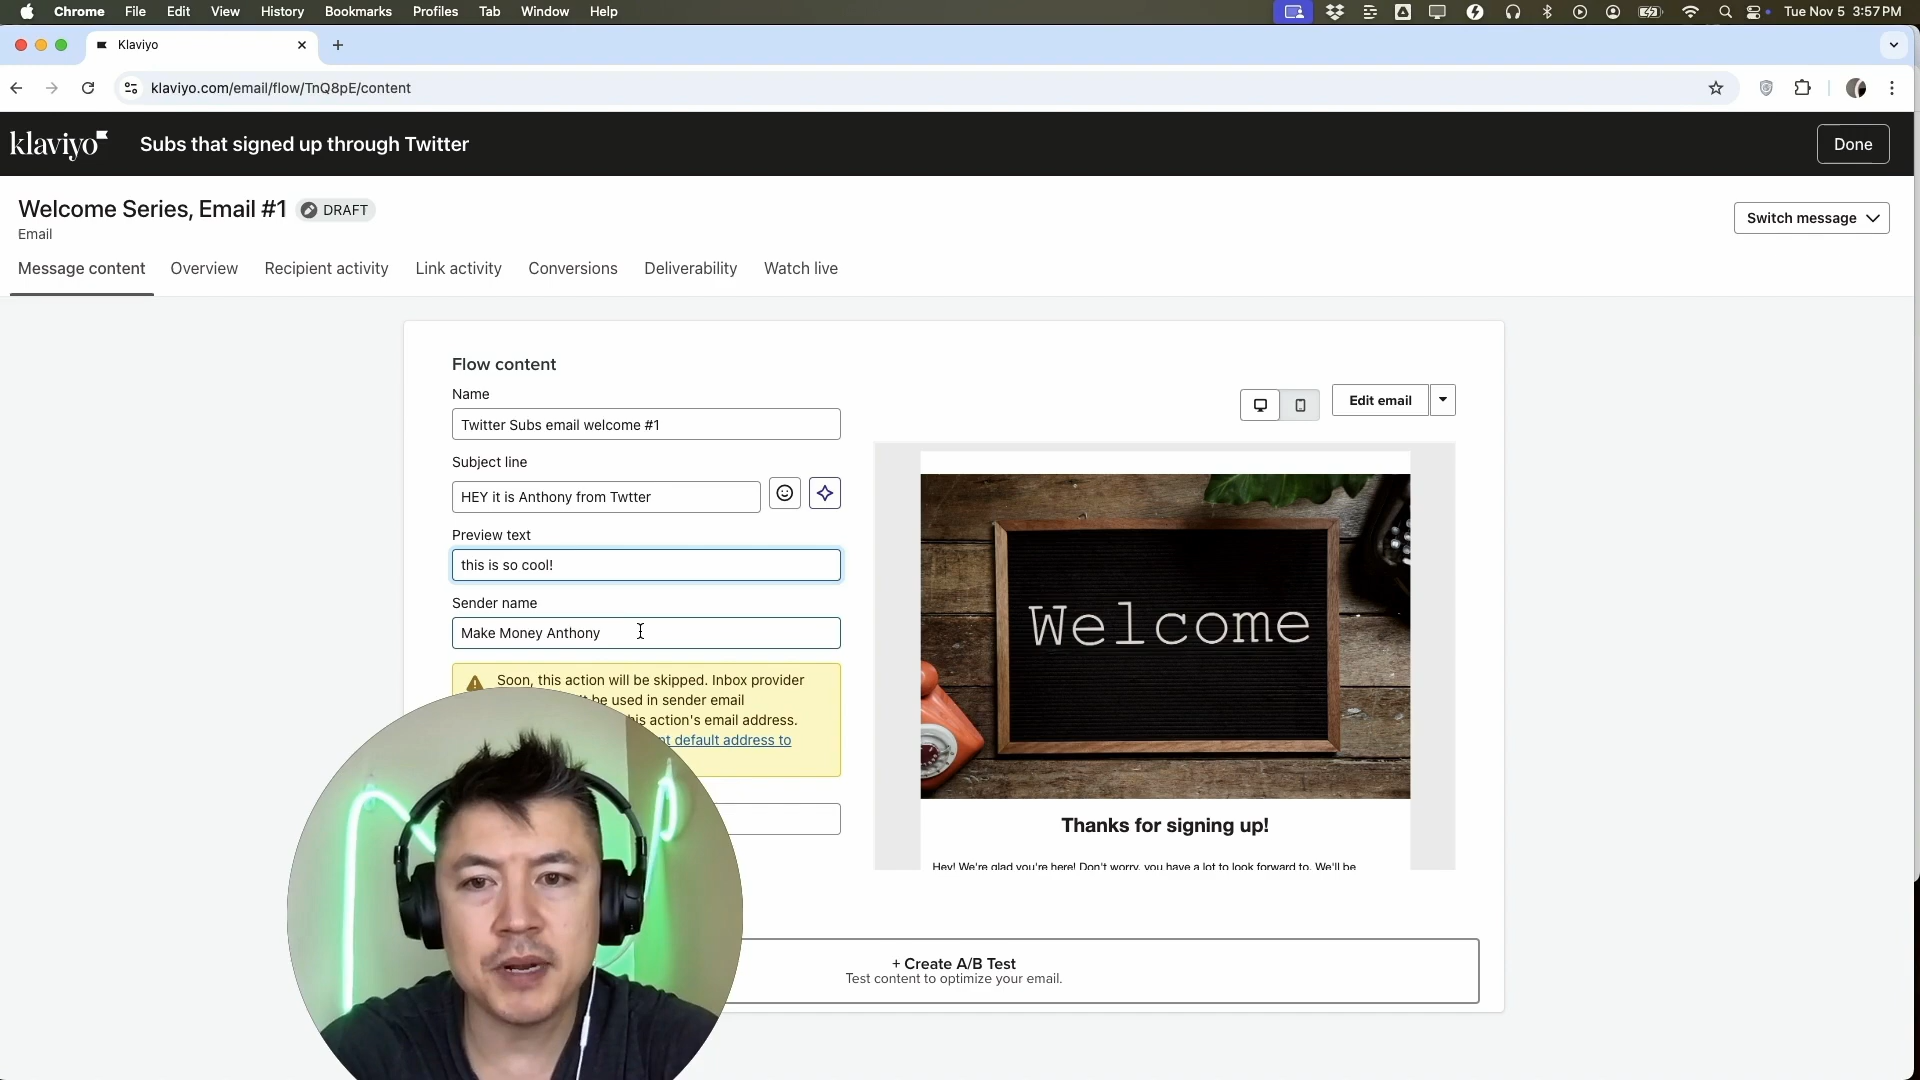 Chrome File Edit View History Bookmarks Profiles Tab Window Help Tue Nov 5 3:57 PM
Klaviyo
klaviyo.com/email/flow/TnQ8pE/content
klaviyo Subs that signed up through Twitter Done
Welcome Series, Email #1 DRAFT
Email
Switch message
Message content Overview Recipient activity Link activity Conversions Deliverability Watch live
Flow content
Name
Twitter Subs email welcome #1
Edit email
Subject line
HEY it is Anthony from Twtter
Preview text
this is so cool!
Sender name
Make Money Anthony
Soon, this action will be skipped. Inbox provider
be used in sender email
action's email address.
default address to
Welcome
Thanks for signing up!
Hey! We're glad you're here! Don't worry, you have a lot to look forward to. We'll be
+ Create A/B Test
Test content to optimize your email.